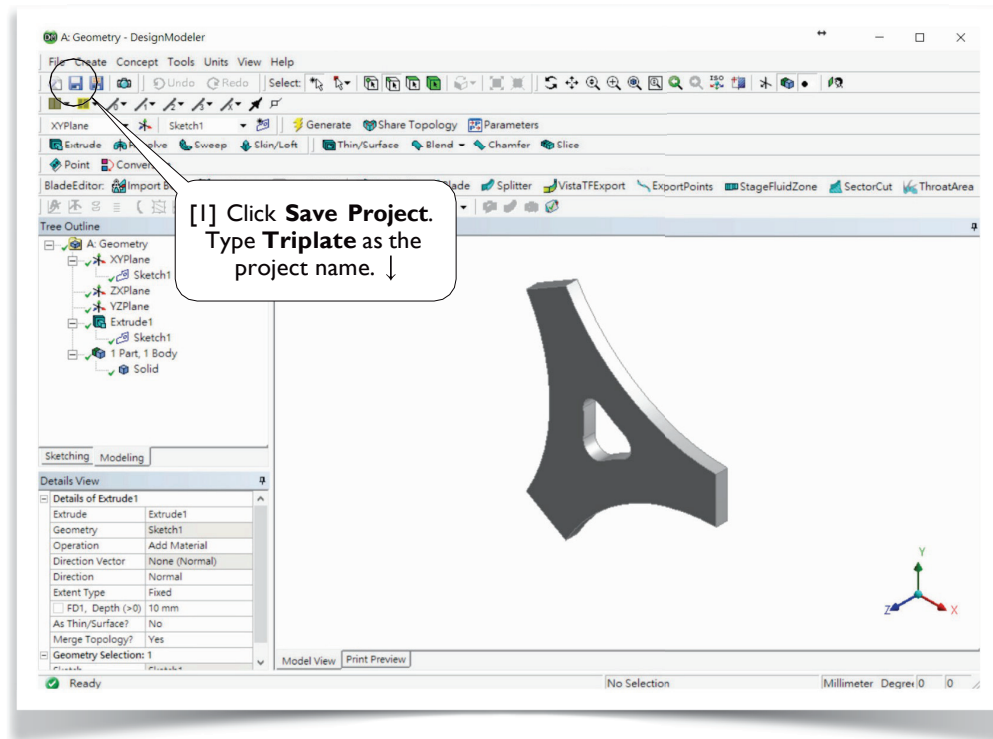 A: Geometry - DesignModeler
File Create Concept Tools Units View Help
Undo Redo Select:
XYPlane Sketch1 Generate Share Topology Parameters
Extrude Sweep Skin/Loft Thin/Surface Blend Chamfer Slice
Point
BladeEditor: Import Splitter VistaTFExport ExportPoints StageFluidZone SectorCut ThroatArea
[1] Click Save Project.
Type Triplate as the
project name. ↓
Tree Outline
A: Geometry
XYPlane
Sketch1
ZXPlane
YZPlane
Extrude1
Sketch1
1 Part, 1 Body
Solid
Sketching Modeling
Details View
Details of Extrude1
Extrude Extrude1
Geometry Sketch1
Operation Add Material
Direction Vector None (Normal)
Direction Normal
Extent Type Fixed
FD1, Depth (>0) 10 mm
As Thin/Surface? No
Merge Topology? Yes
Geometry Selection: 1
Y
Z
X
Model View Print Preview
Ready No Selection Millimeter 0 0